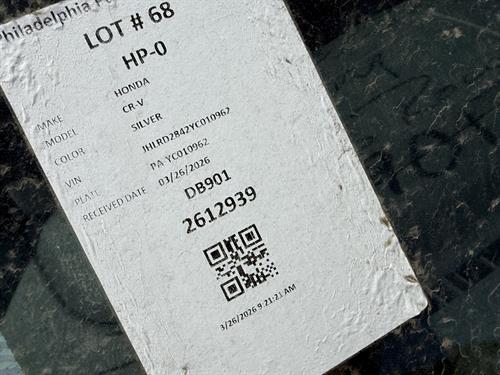 Philadelphia
LOT # 68
HP-0
MAKE HONDA
MODEL CR-V
COLOR SILVER
VIN JHLRD2842YC010962
PLATE PA YC010962
RECEIVED DATE 03/26/2026
DB901
2612939
3/26/2026 9:21:21 AM